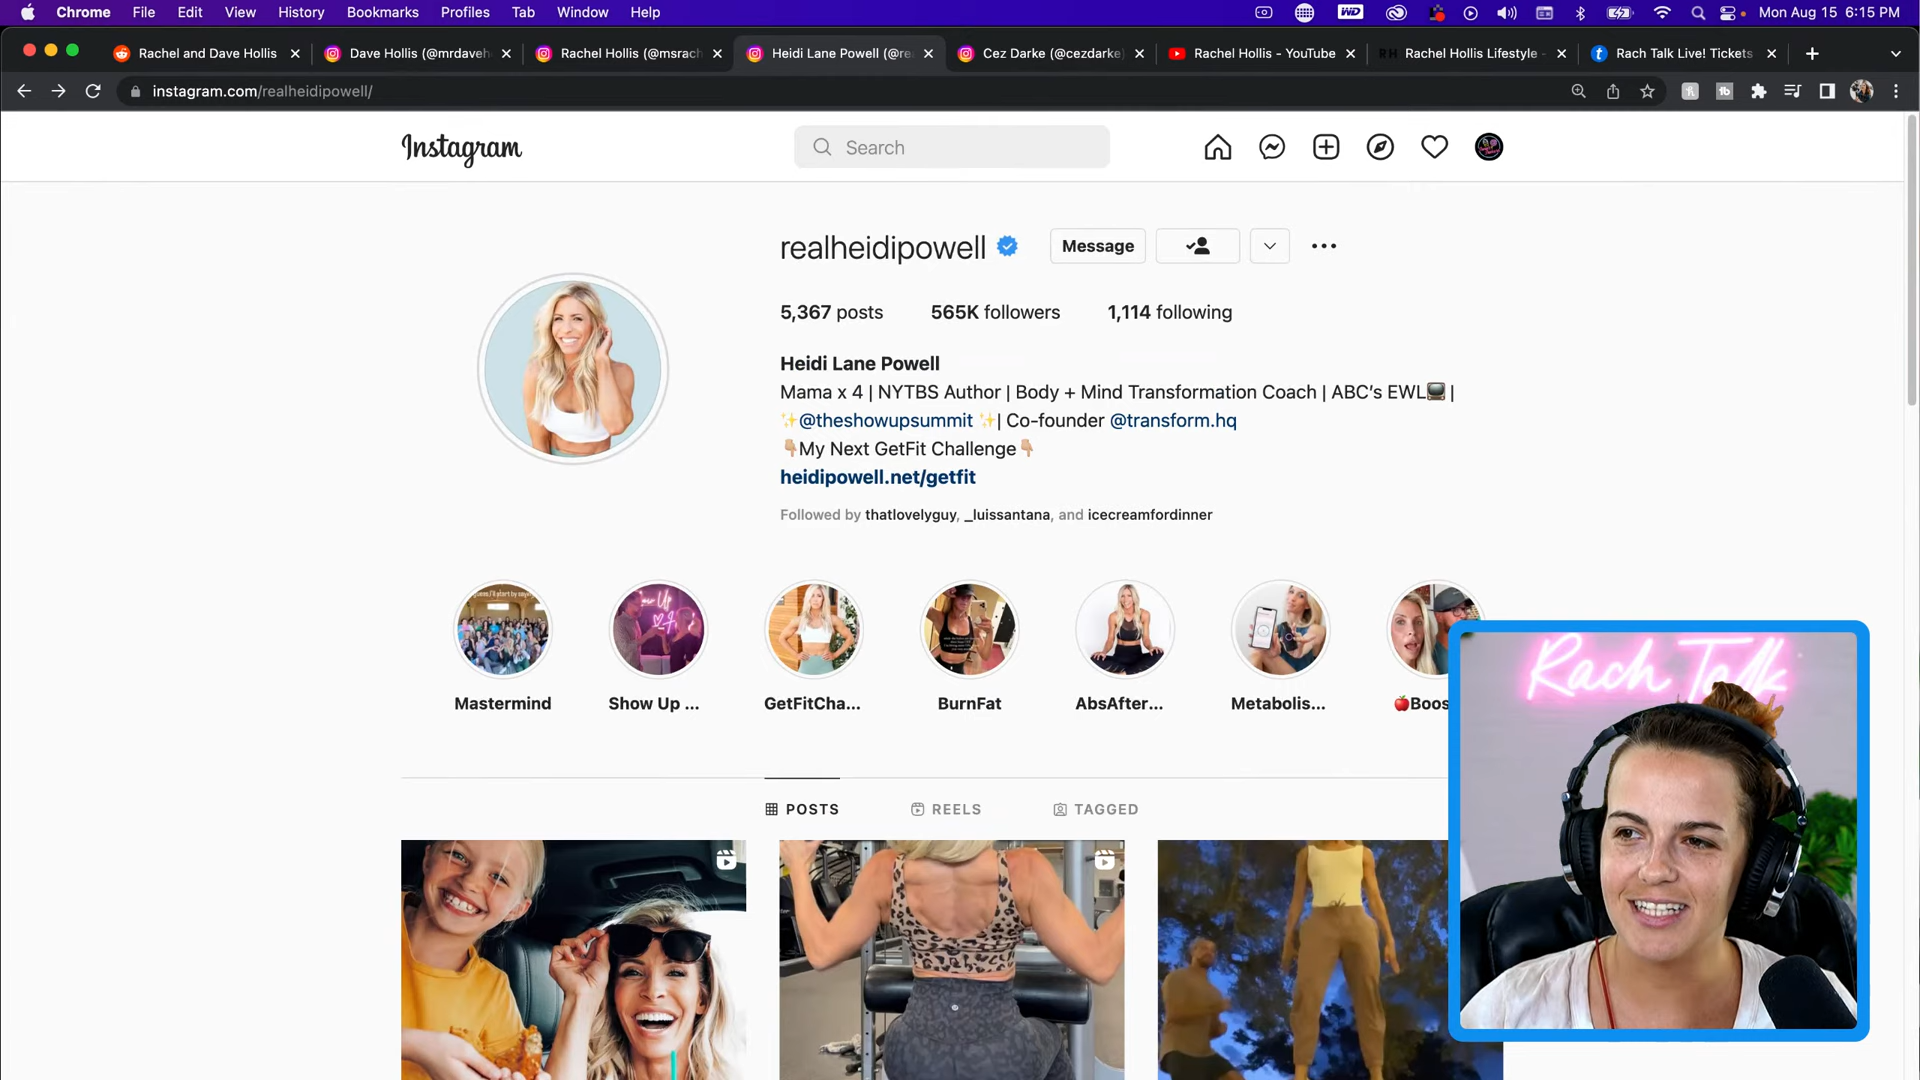 Chrome File Edit View History Bookmarks Profiles Tab Window Help WD Mon Aug 15 6:15 PM
Rachel and Dave Hollis Dave Hollis (@mrdaveh Rachel Hollis (@msrach Heidi Lane Powell (@rea Cez Darke (@cezdarke) Rachel Hollis - YouTube RH Rachel Hollis Lifestyle - Rach Talk Live! Tickets
instagram.com/realheidipowell/
Instagram Search
realheidipowell Message
5,367 posts 565K followers 1,114 following
Heidi Lane Powell
Mama x 4 | NYTBS Author | Body + Mind Transformation Coach | ABC’s EWL📺 |
✨@theshowupsummit ✨| Co-founder @transform.hq
👇🏼My Next GetFit Challenge👇🏼
heidipowell.net/getfit
Followed by thatlovelyguy, _luissantana, and icecreamfordinner
Mastermind Show Up ... GetFitCha... BurnFat AbsAfter... Metabolis... 🍎Boos
Rach Talk
POSTS REELS TAGGED